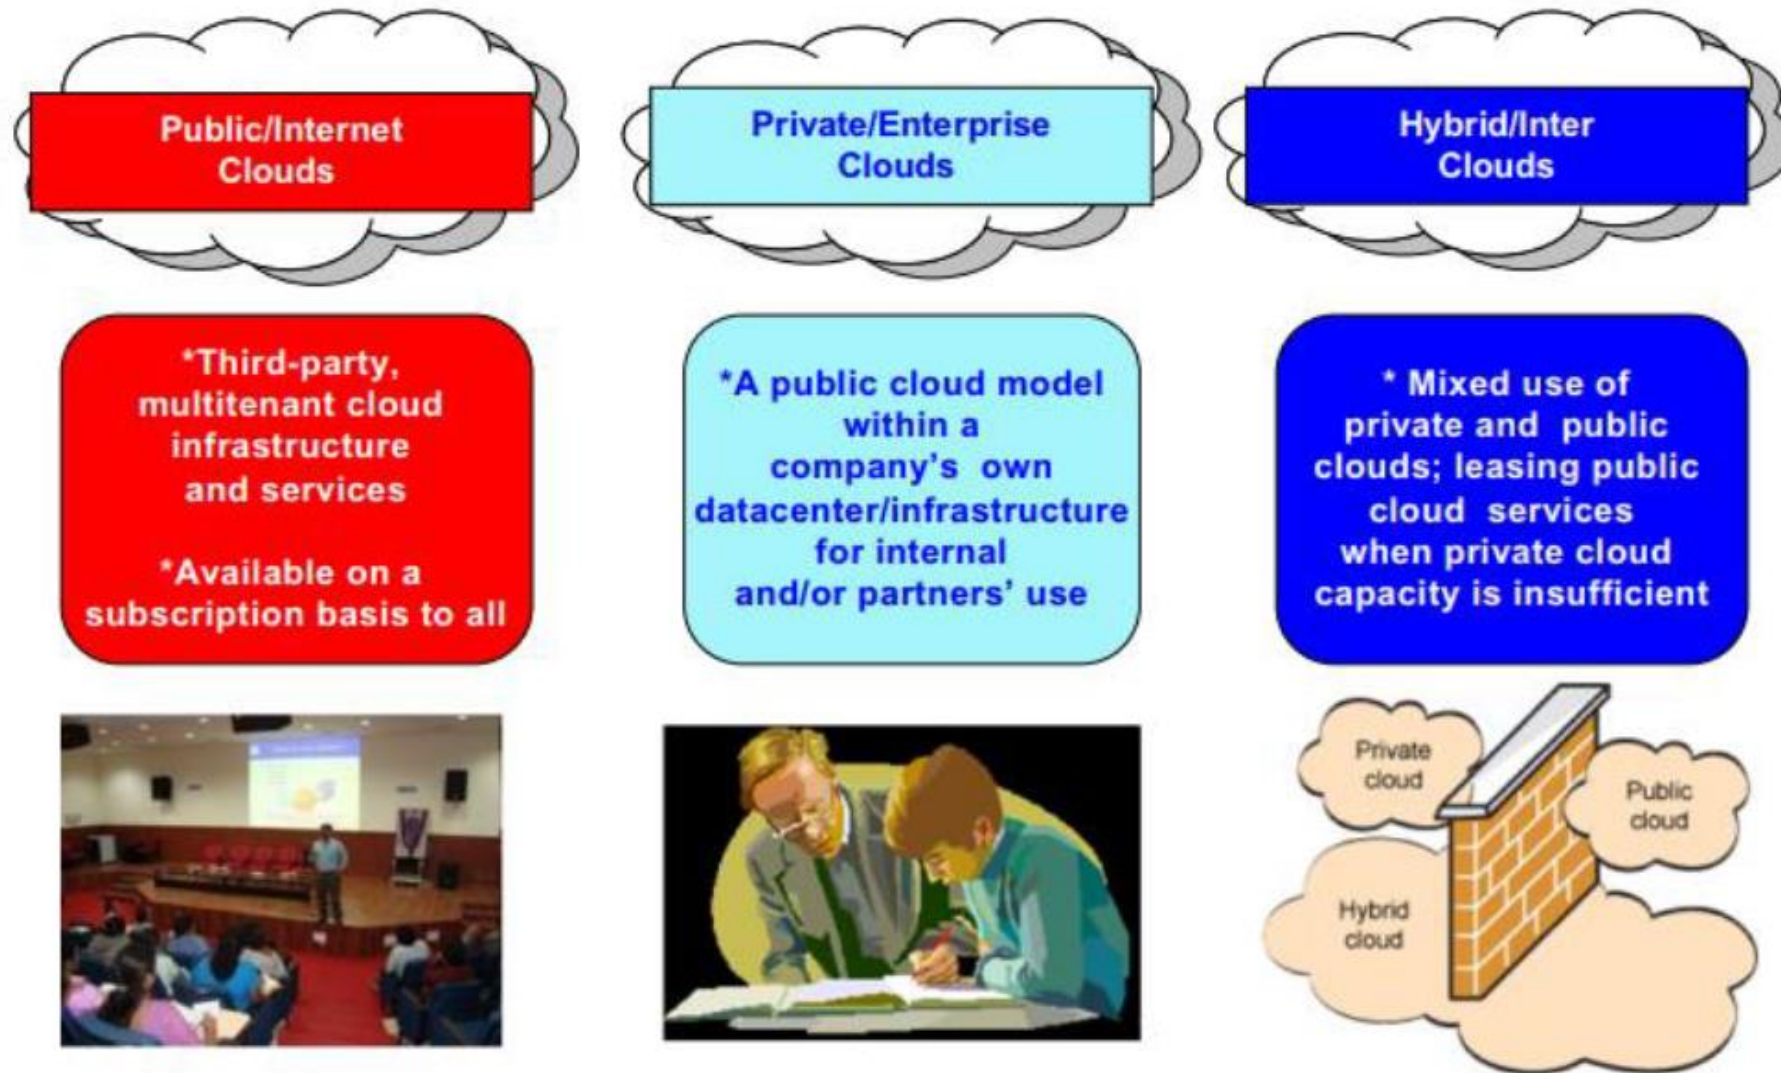 Public/Internet
Clouds
Private/Enterprise
Clouds
Hybrid/Inter
Clouds
*Third-party,
multitenant cloud
infrastructure
and services
*Available on a
subscription basis to all
*A public cloud model
within a
company’s own
datacenter/infrastructure
for internal
and/or partners’ use
* Mixed use of
private and public
clouds; leasing public
cloud services
when private cloud
capacity is insufficient
Private
cloud
Public
cloud
Hybrid
cloud